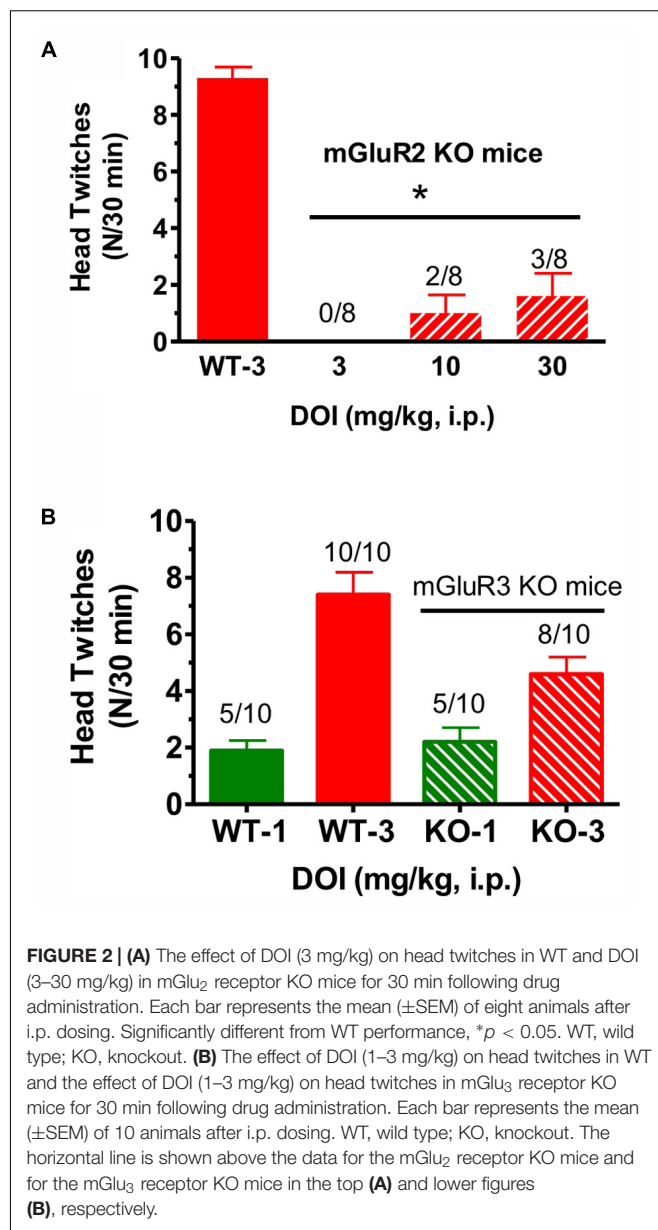 A
Head Twitches
(N/30 min)
10
8
6
4
2
0
mGluR2 KO mice
*
0/8
2/8
3/8
WT-3 3 10 30
DOI (mg/kg, i.p.)
B
Head Twitches
(N/30 min)
10
8
6
4
2
0
10/10
mGluR3 KO mice
8/10
5/10
5/10
WT-1 WT-3 KO-1 KO-3
DOI (mg/kg, i.p.)
FIGURE 2 | (A) The effect of DOI (3 mg/kg) on head twitches in WT and DOI
(3–30 mg/kg) in mGlu₂ receptor KO mice for 30 min following drug
administration. Each bar represents the mean (±SEM) of eight animals after
i.p. dosing. Significantly different from WT performance, *p < 0.05. WT, wild
type; KO, knockout. (B) The effect of DOI (1–3 mg/kg) on head twitches in WT
and the effect of DOI (1–3 mg/kg) on head twitches in mGlu₃ receptor KO
mice for 30 min following drug administration. Each bar represents the mean
(±SEM) of 10 animals after i.p. dosing. WT, wild type; KO, knockout. The
horizontal line is shown above the data for the mGlu₂ receptor KO mice and
for the mGlu₃ receptor KO mice in the top (A) and lower figures
(B), respectively.